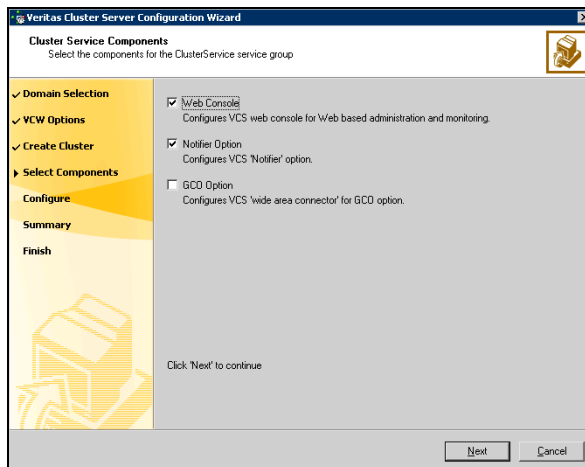 Veritas Cluster Server Configuration Wizard
Cluster Service Components
Select the components for the ClusterService service group
Domain Selection
VCW Options
Create Cluster
Select Components
Configure
Summary
Finish
Web Console
Configures VCS web console for Web based administration and monitoring.
Notifier Option
Configures VCS 'Notifier' option.
GCO Option
Configures VCS 'wide area connector' for GCO option.
Click 'Next' to continue
Next
Cancel